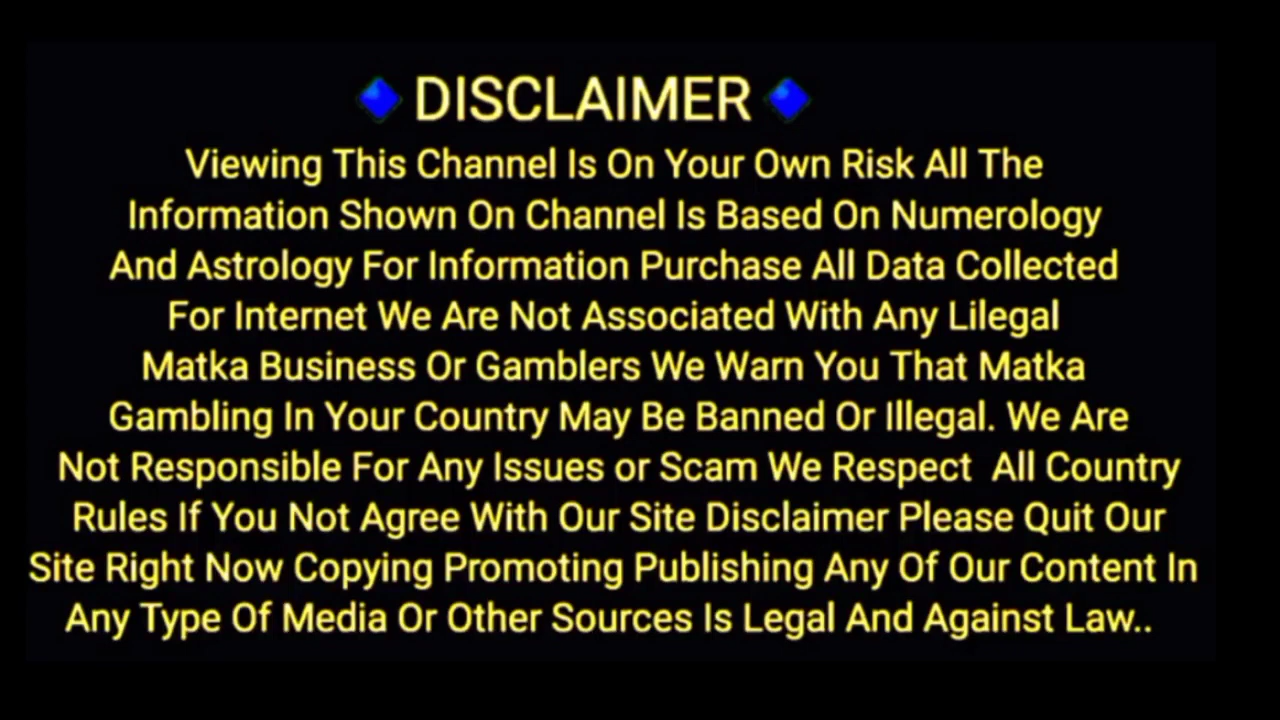 🔷DISCLAIMER🔷
Viewing This Channel Is On Your Own Risk All The
Information Shown On Channel Is Based On Numerology
And Astrology For Information Purchase All Data Collected
For Internet We Are Not Associated With Any Lilegal
Matka Business Or Gamblers We Warn You That Matka
Gambling In Your Country May Be Banned Or Illegal. We Are
Not Responsible For Any Issues or Scam We Respect  All Country
Rules If You Not Agree With Our Site Disclaimer Please Quit Our
Site Right Now Copying Promoting Publishing Any Of Our Content In
Any Type Of Media Or Other Sources Is Legal And Against Law..